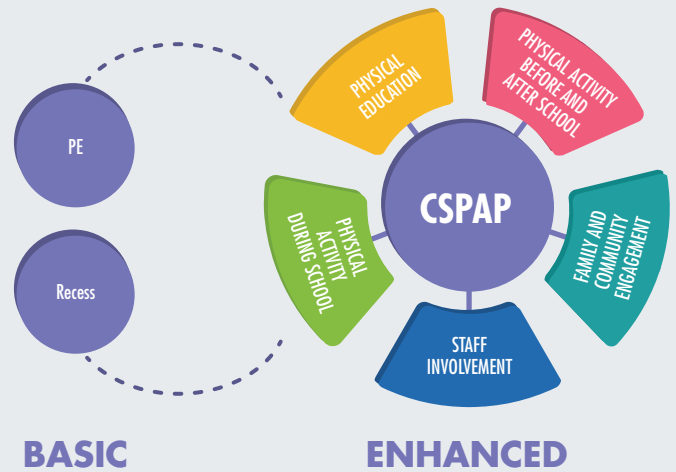 PE
Recess
BASIC
PHYSICAL
EDUCATION
PHYSICAL ACTIVITY
BEFORE AND
AFTER SCHOOL
CSPAP
PHYSICAL
ACTIVITY
DURING SCHOOL
FAMILY AND
COMMUNITY
ENGAGEMENT
STAFF
INVOLVEMENT
ENHANCED